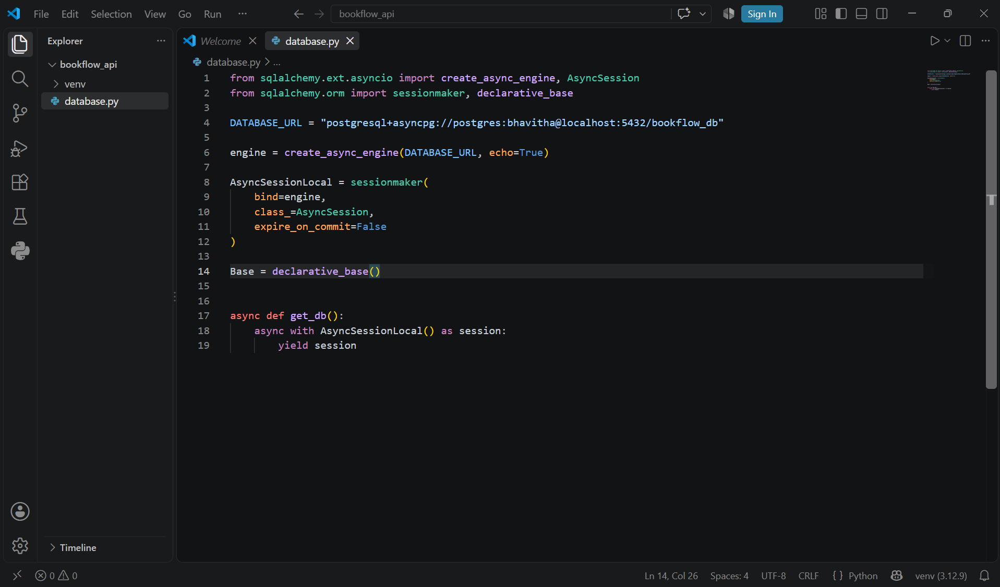 File Edit Selection View Go Run ··· bookflow_api Sign In
Explorer ···
bookflow_api
venv
database.py
Timeline
Welcome database.py
database.py > ...
1 from sqlalchemy.ext.asyncio import create_async_engine, AsyncSession
2 from sqlalchemy.orm import sessionmaker, declarative_base
3
4 DATABASE_URL = "postgresql+asyncpg://postgres:bhavitha@localhost:5432/bookflow_db"
5
6 engine = create_async_engine(DATABASE_URL, echo=True)
7
8 AsyncSessionLocal = sessionmaker(
9     bind=engine,
10     class_=AsyncSession,
11     expire_on_commit=False
12 )
13
14 Base = declarative_base()
15
16
17 async def get_db():
18     async with AsyncSessionLocal() as session:
19         yield session
0 0 Ln 14, Col 26 Spaces: 4 UTF-8 CRLF { } Python venv (3.12.9)